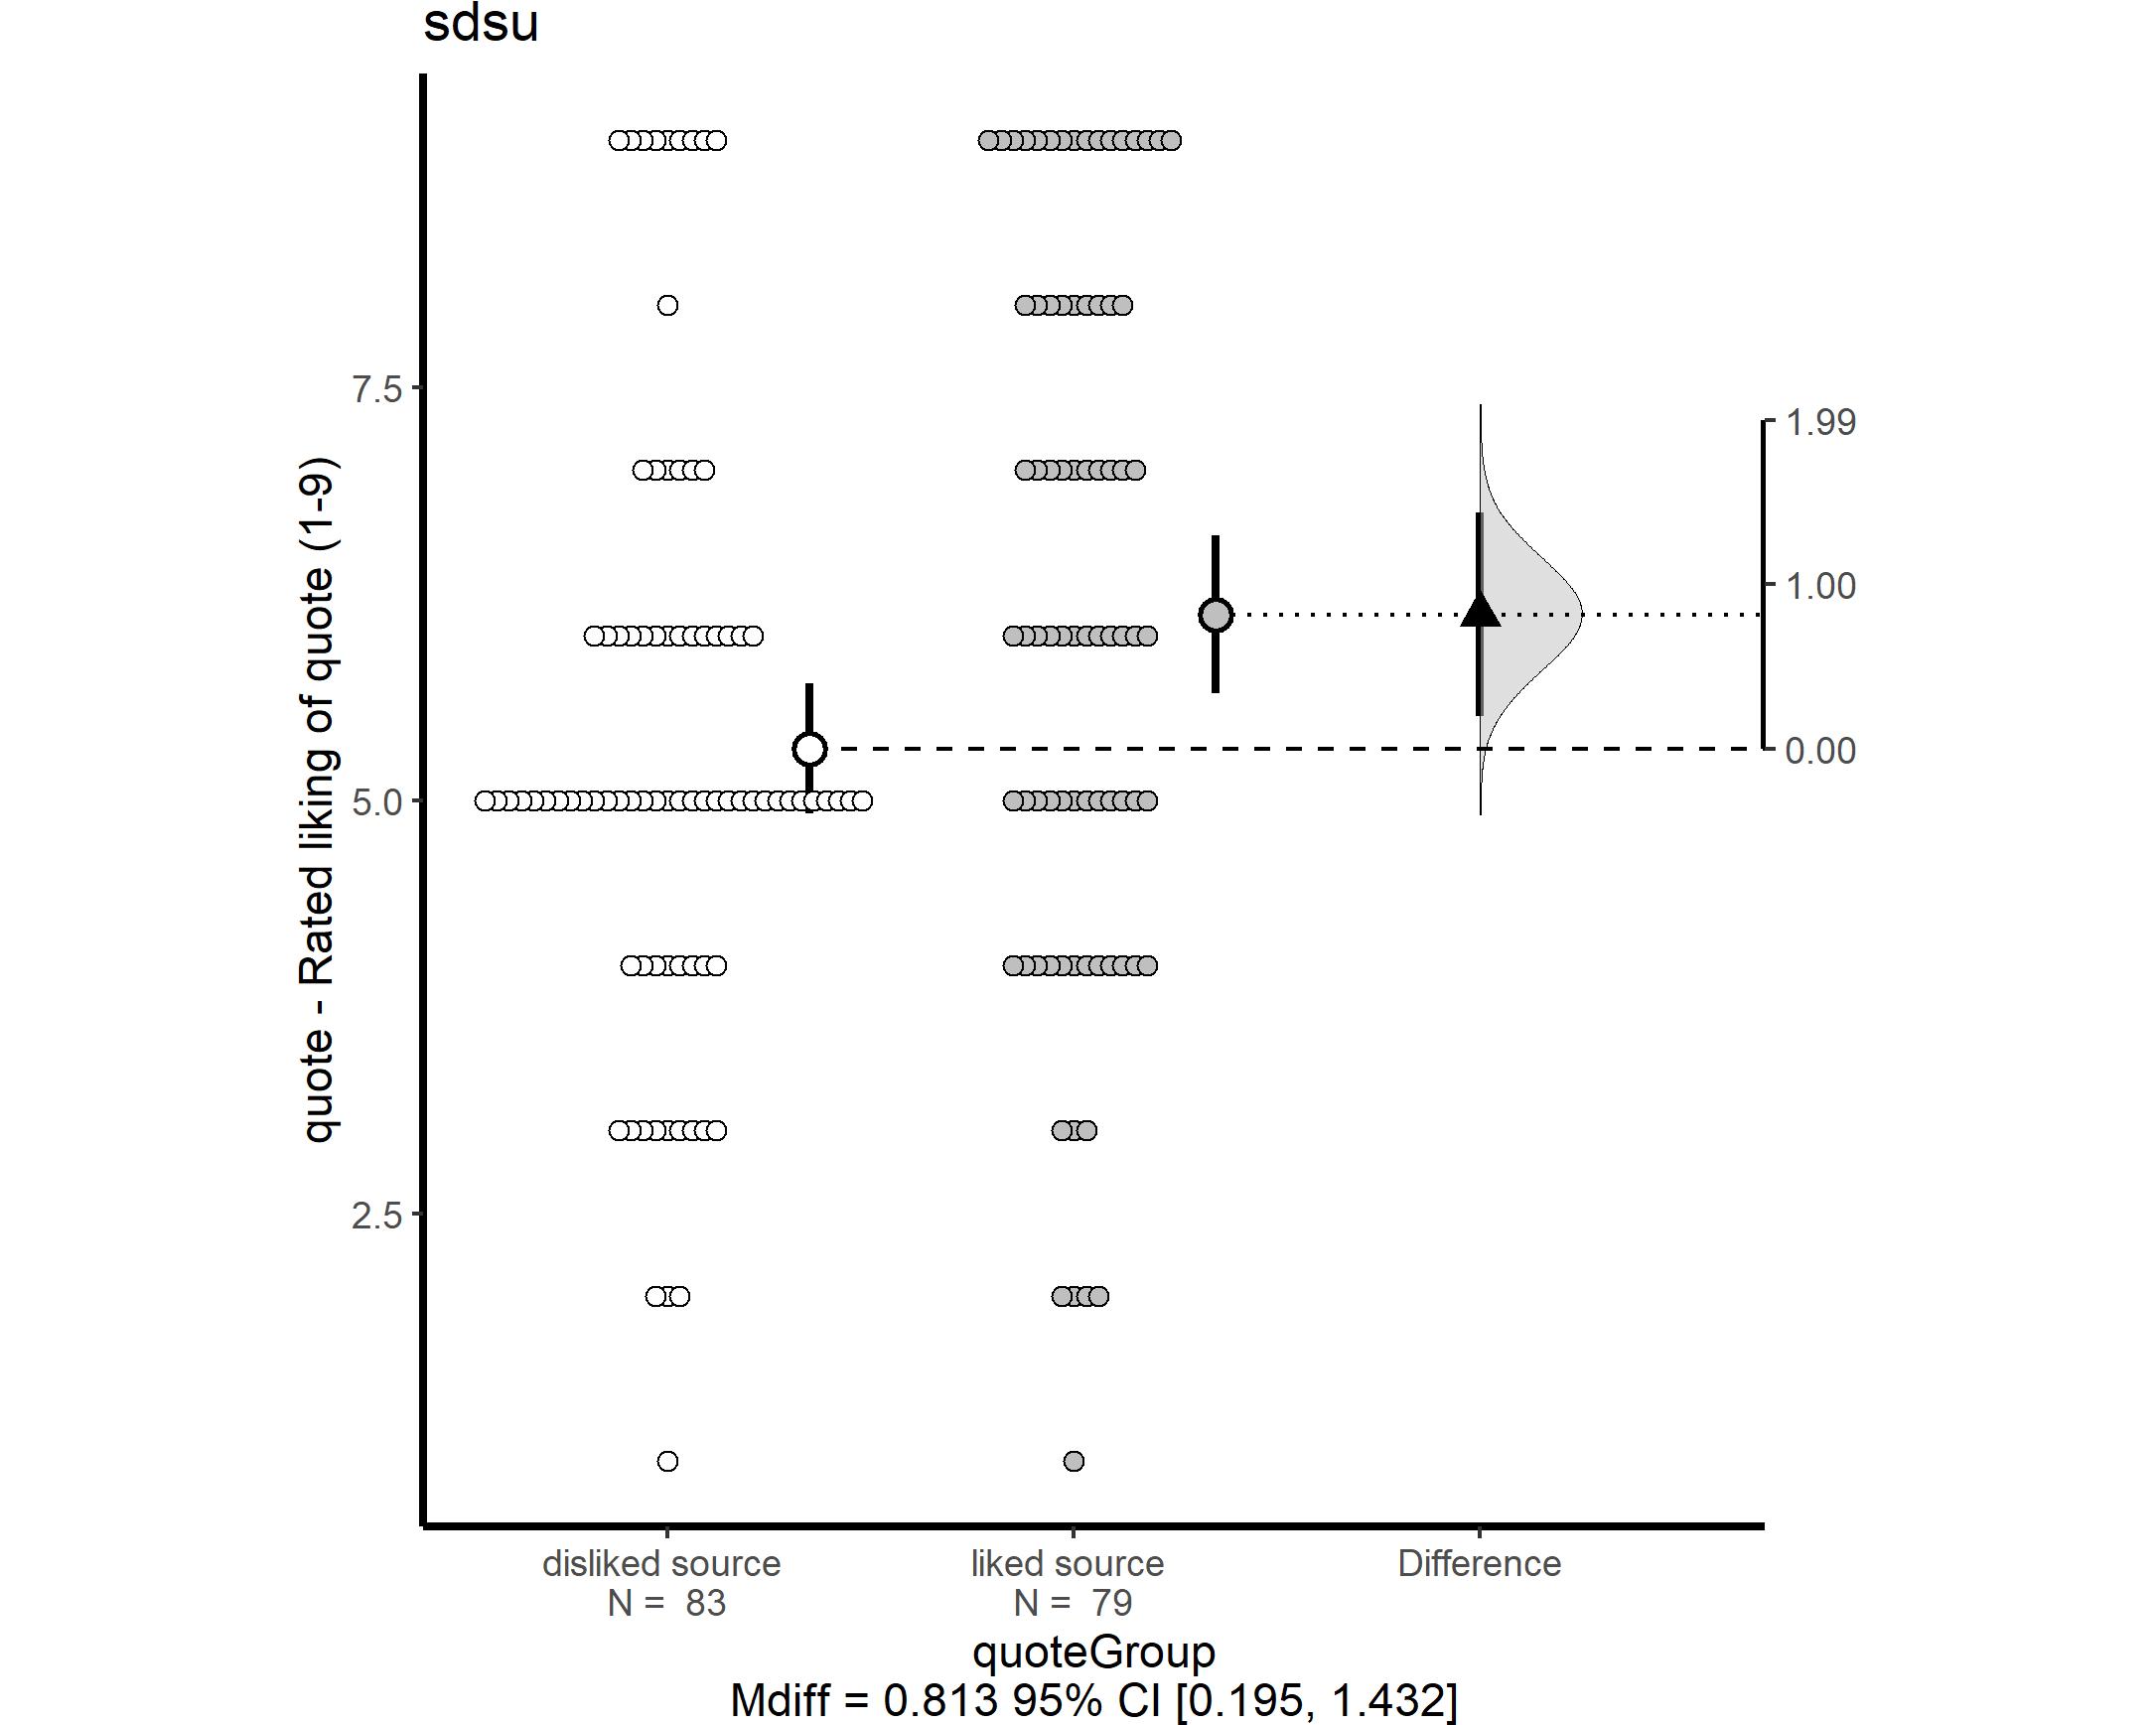 sdsu
quote - Rated liking of quote (1-9)
7.5
5.0
2.5
1.99
1.00
0.00
disliked source
N =  83
liked source
N =  79
Difference
quoteGroup
Mdiff = 0.813 95% CI [0.195, 1.432]